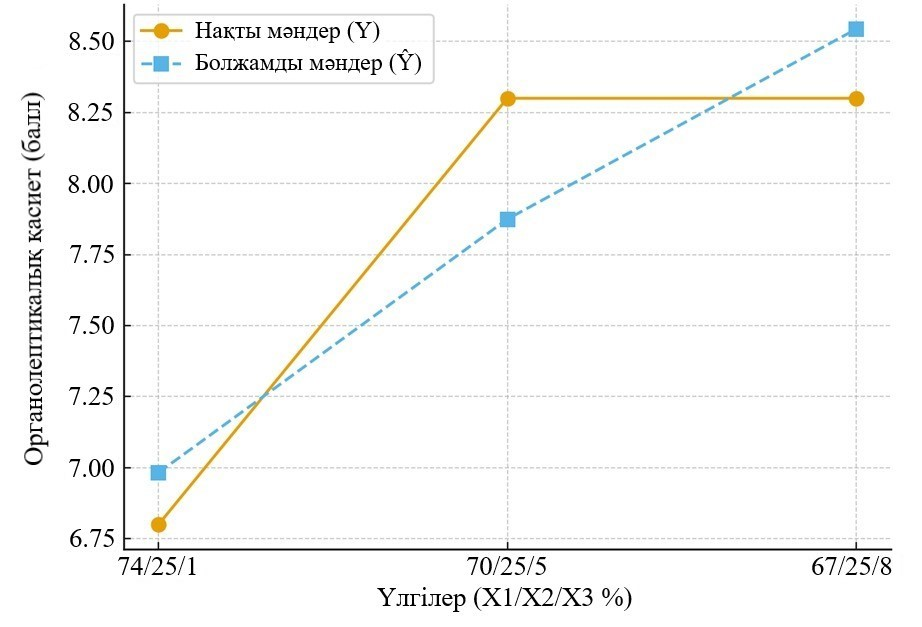 Нақты мәндер (Y)
Болжамды мәндер (Ŷ)
Органолептикалық қасиет (балл)
8.50
8.25
8.00
7.75
7.50
7.25
7.00
6.75
74/25/1
70/25/5
67/25/8
Үлгілер (X1/X2/X3 %)